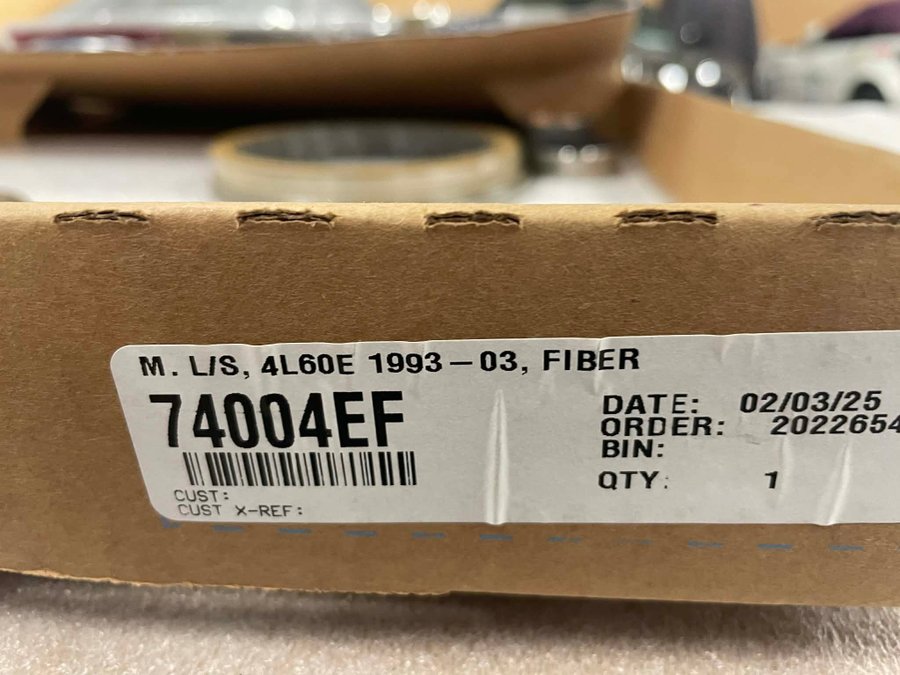 M. L/S, 4L60E 1993-03, FIBER
74004EF
CUST:
CUST X-REF:
DATE: 02/03/25
ORDER: 2022654
BIN:
QTY: 1